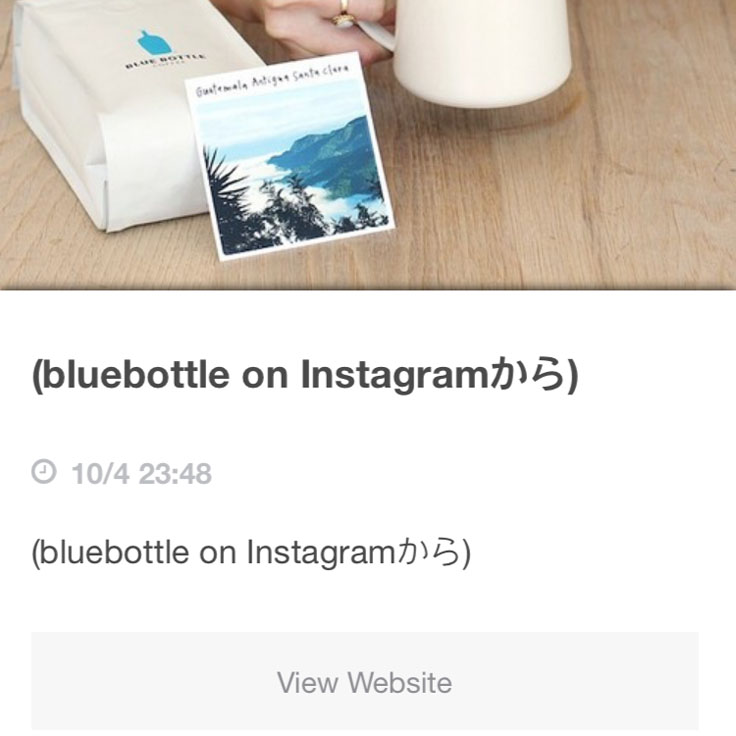 BLUE BOTTLE
COFFEE
Guatemala Antigua Santa Clara
(bluebottle on Instagramから)
10/4 23:48
(bluebottle on Instagramから)
View Website